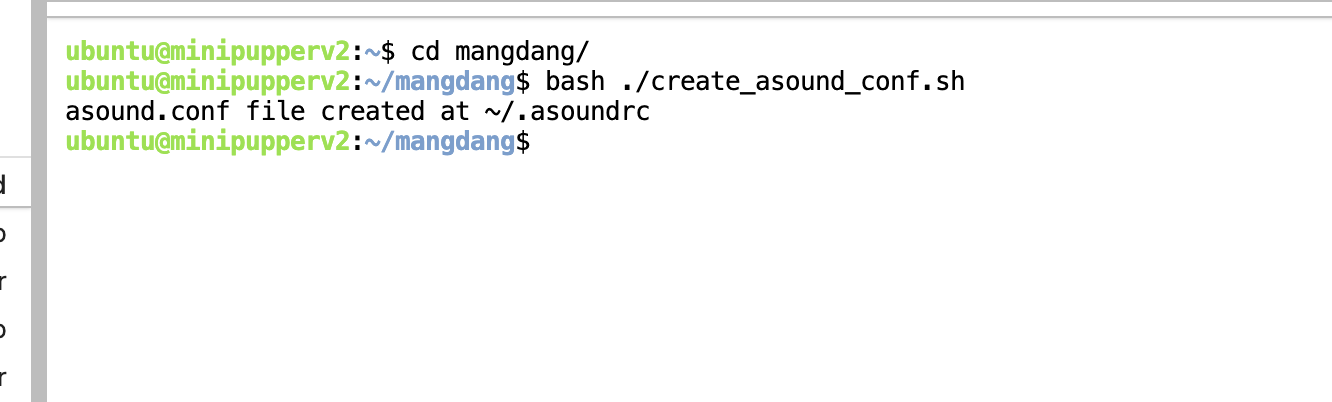 ubuntu@minipupperv2:~$ cd mangdang/
ubuntu@minipupperv2:~/mangdang$ bash ./create_asound_conf.sh
asound.conf file created at ~/.asoundrc
ubuntu@minipupperv2:~/mangdang$